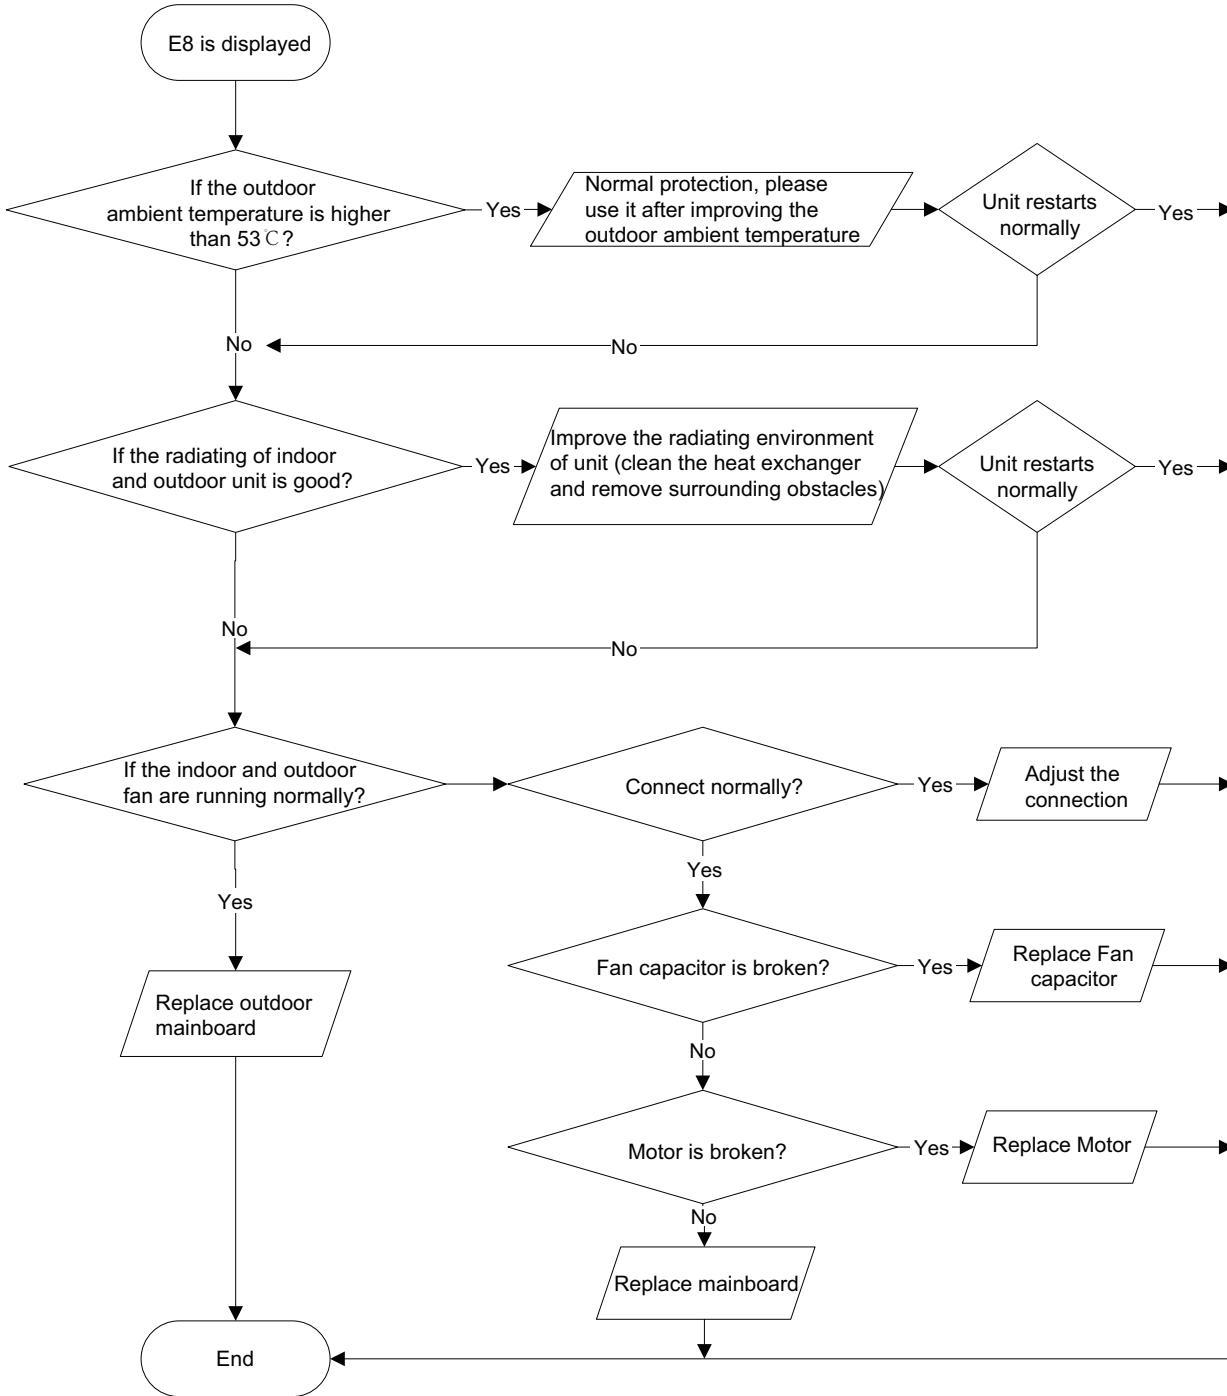 E8 is displayed
If the outdoor
ambient temperature is higher
than 53℃?
Yes
Normal protection, please
use it after improving the
outdoor ambient temperature
Unit restarts
normally
Yes
No
No
If the radiating of indoor
and outdoor unit is good?
Yes
Improve the radiating environment
of unit (clean the heat exchanger
and remove surrounding obstacles)
Unit restarts
normally
Yes
No
No
If the indoor and outdoor
fan are running normally?
Connect normally?
Yes
Adjust the
connection
Yes
Yes
Fan capacitor is broken?
Yes
Replace Fan
capacitor
Replace outdoor
mainboard
No
Motor is broken?
Yes
Replace Motor
No
Replace mainboard
End